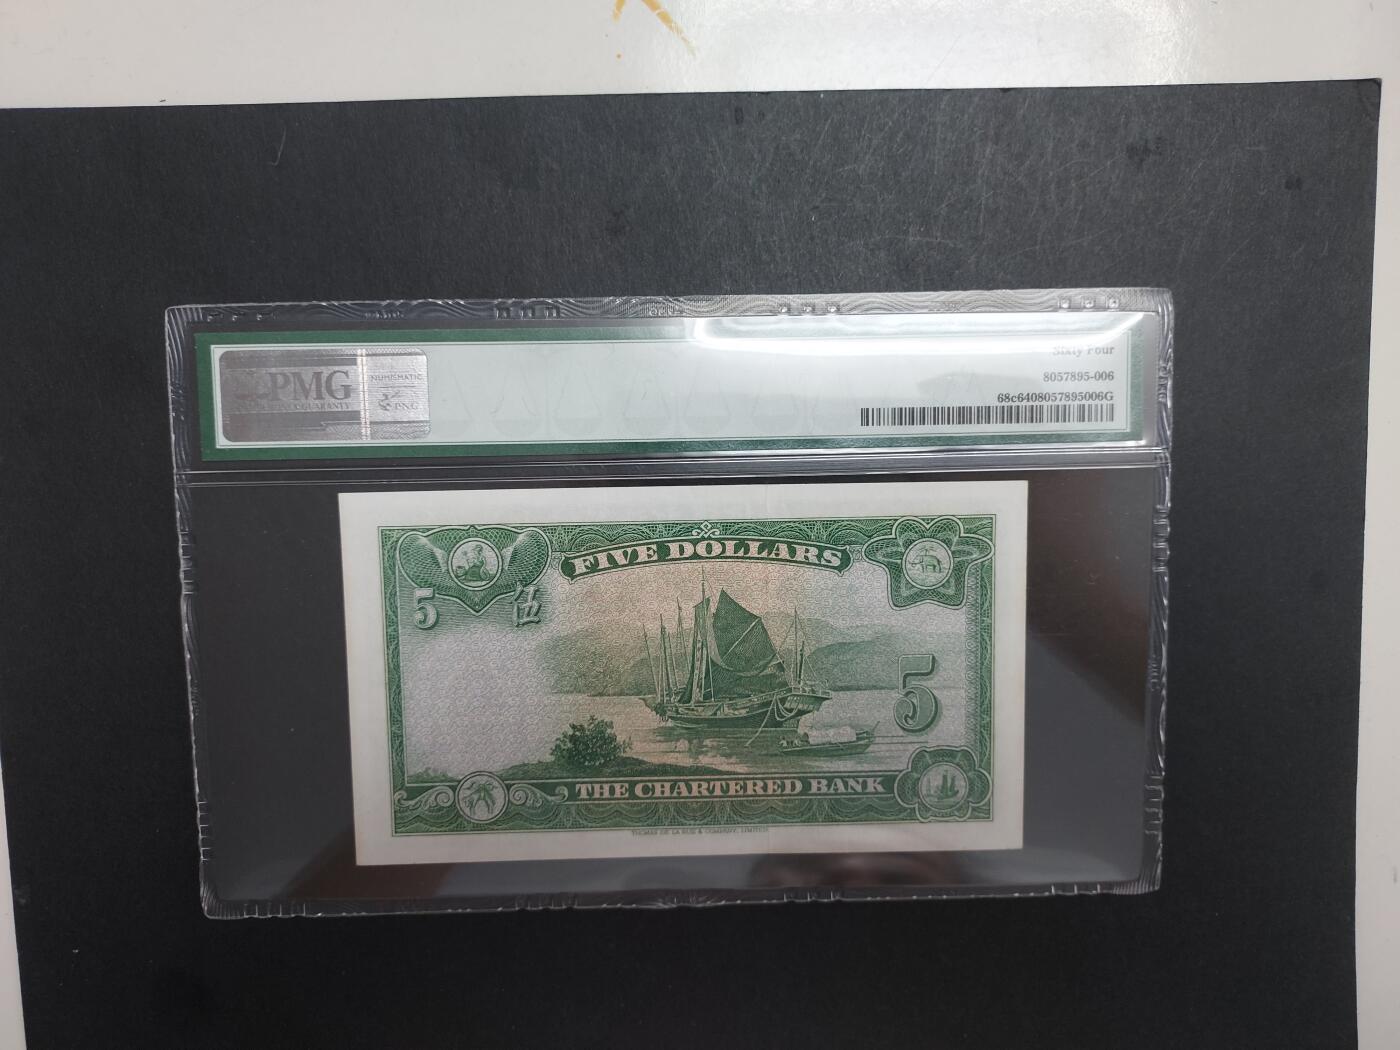 Sixty Four
8057895-006
68c6408057895006G
PMG
NUMISMATIC
PNG
FIVE DOLLARS
5 伍
5
THE CHARTERED BANK
THOMAS DE LA RUE & COMPANY, LIMITED